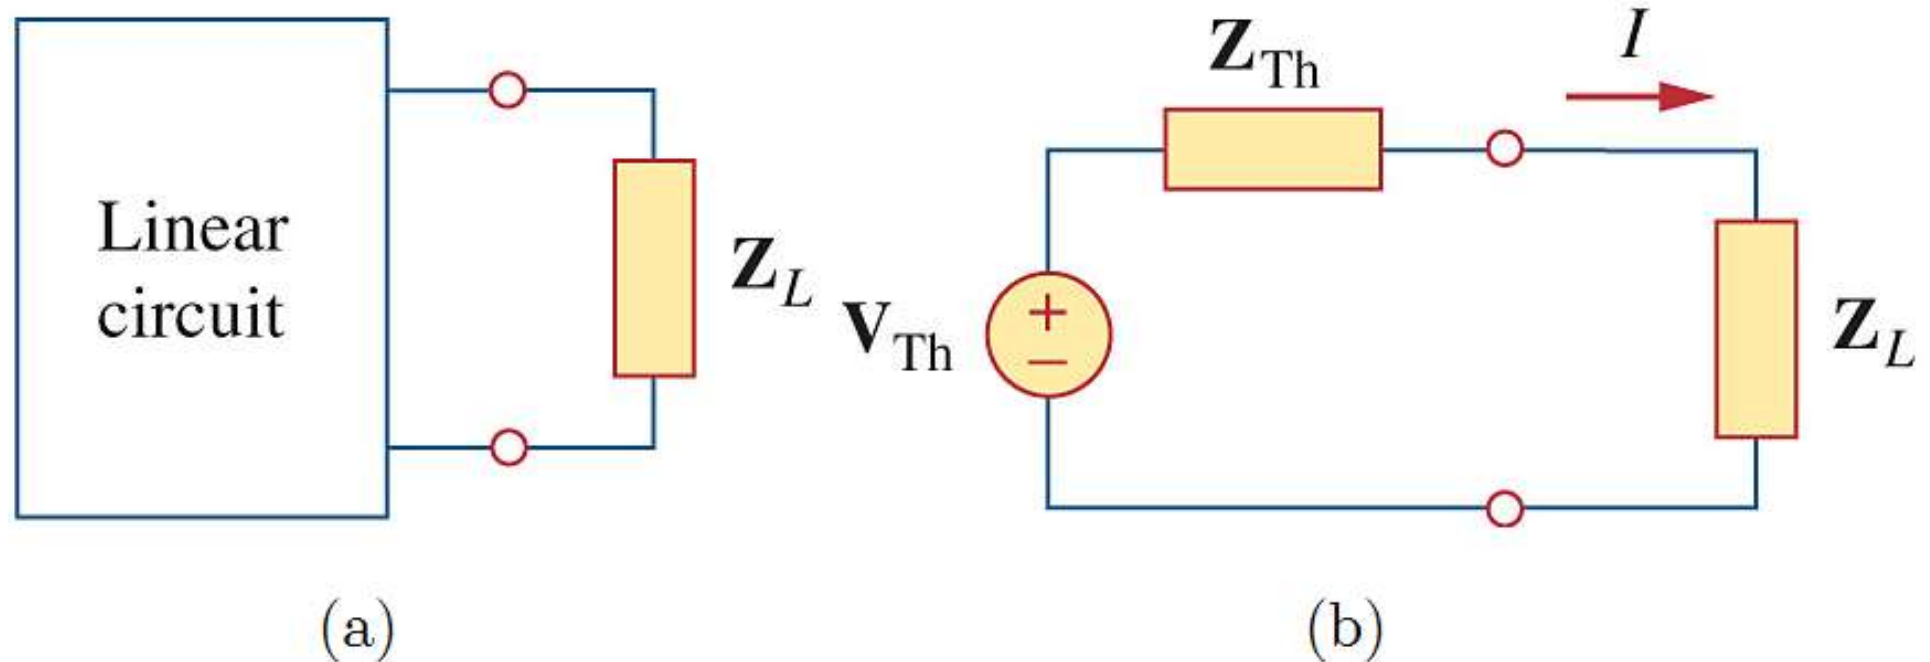 Linear
circuit
Z_L
(a)
Z_Th
I
V_Th
+
−
Z_L
(b)